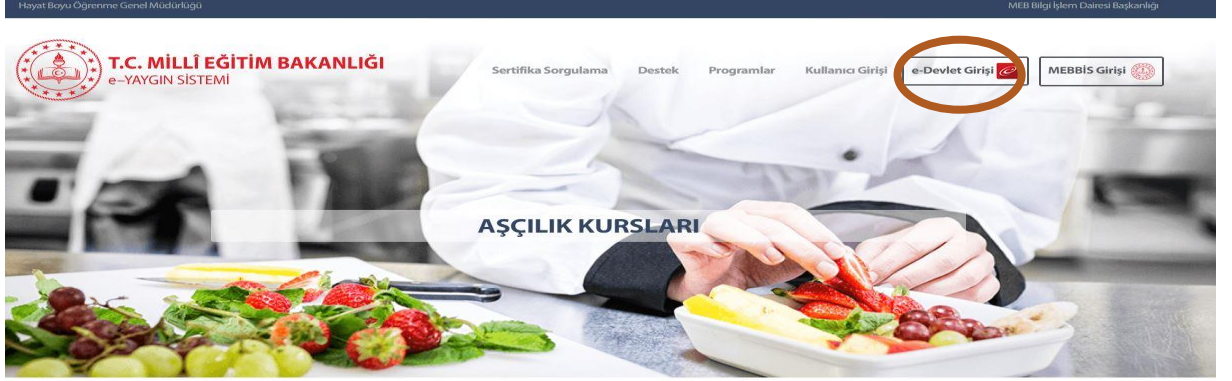 Hayat Boyu Öğrenme Genel Müdürlüğü
MEB Bilgi İşlem Dairesi Başkanlığı
T.C. MİLLÎ EĞİTİM BAKANLIĞI
e-YAYGIN SİSTEMİ
Sertifika Sorgulama Destek Programlar Kullanıcı Girişi e-Devlet Girişi MEBBİS Girişi
AŞÇILIK KURSLARI